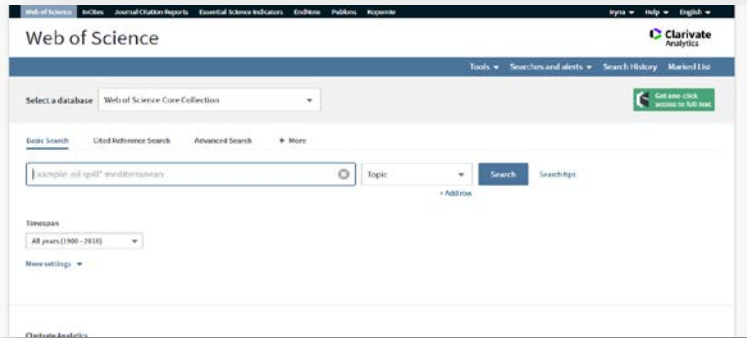 Web of Science InCites Journal Citation Reports Essential Science Indicators EndNote Publons Kopernio Iryna Help English
Web of Science
Clarivate
Analytics
Tools Searches and alerts Search History Marked List
Select a database Web of Science Core Collection
Get one-click
access to full text
Basic Search Cited Reference Search Advanced Search + More
Example: oil spill* mediterranean Topic Search Search tips
+ Add row
Timespan
All years (1900 - 2018)
More settings
Clarivate Analytics